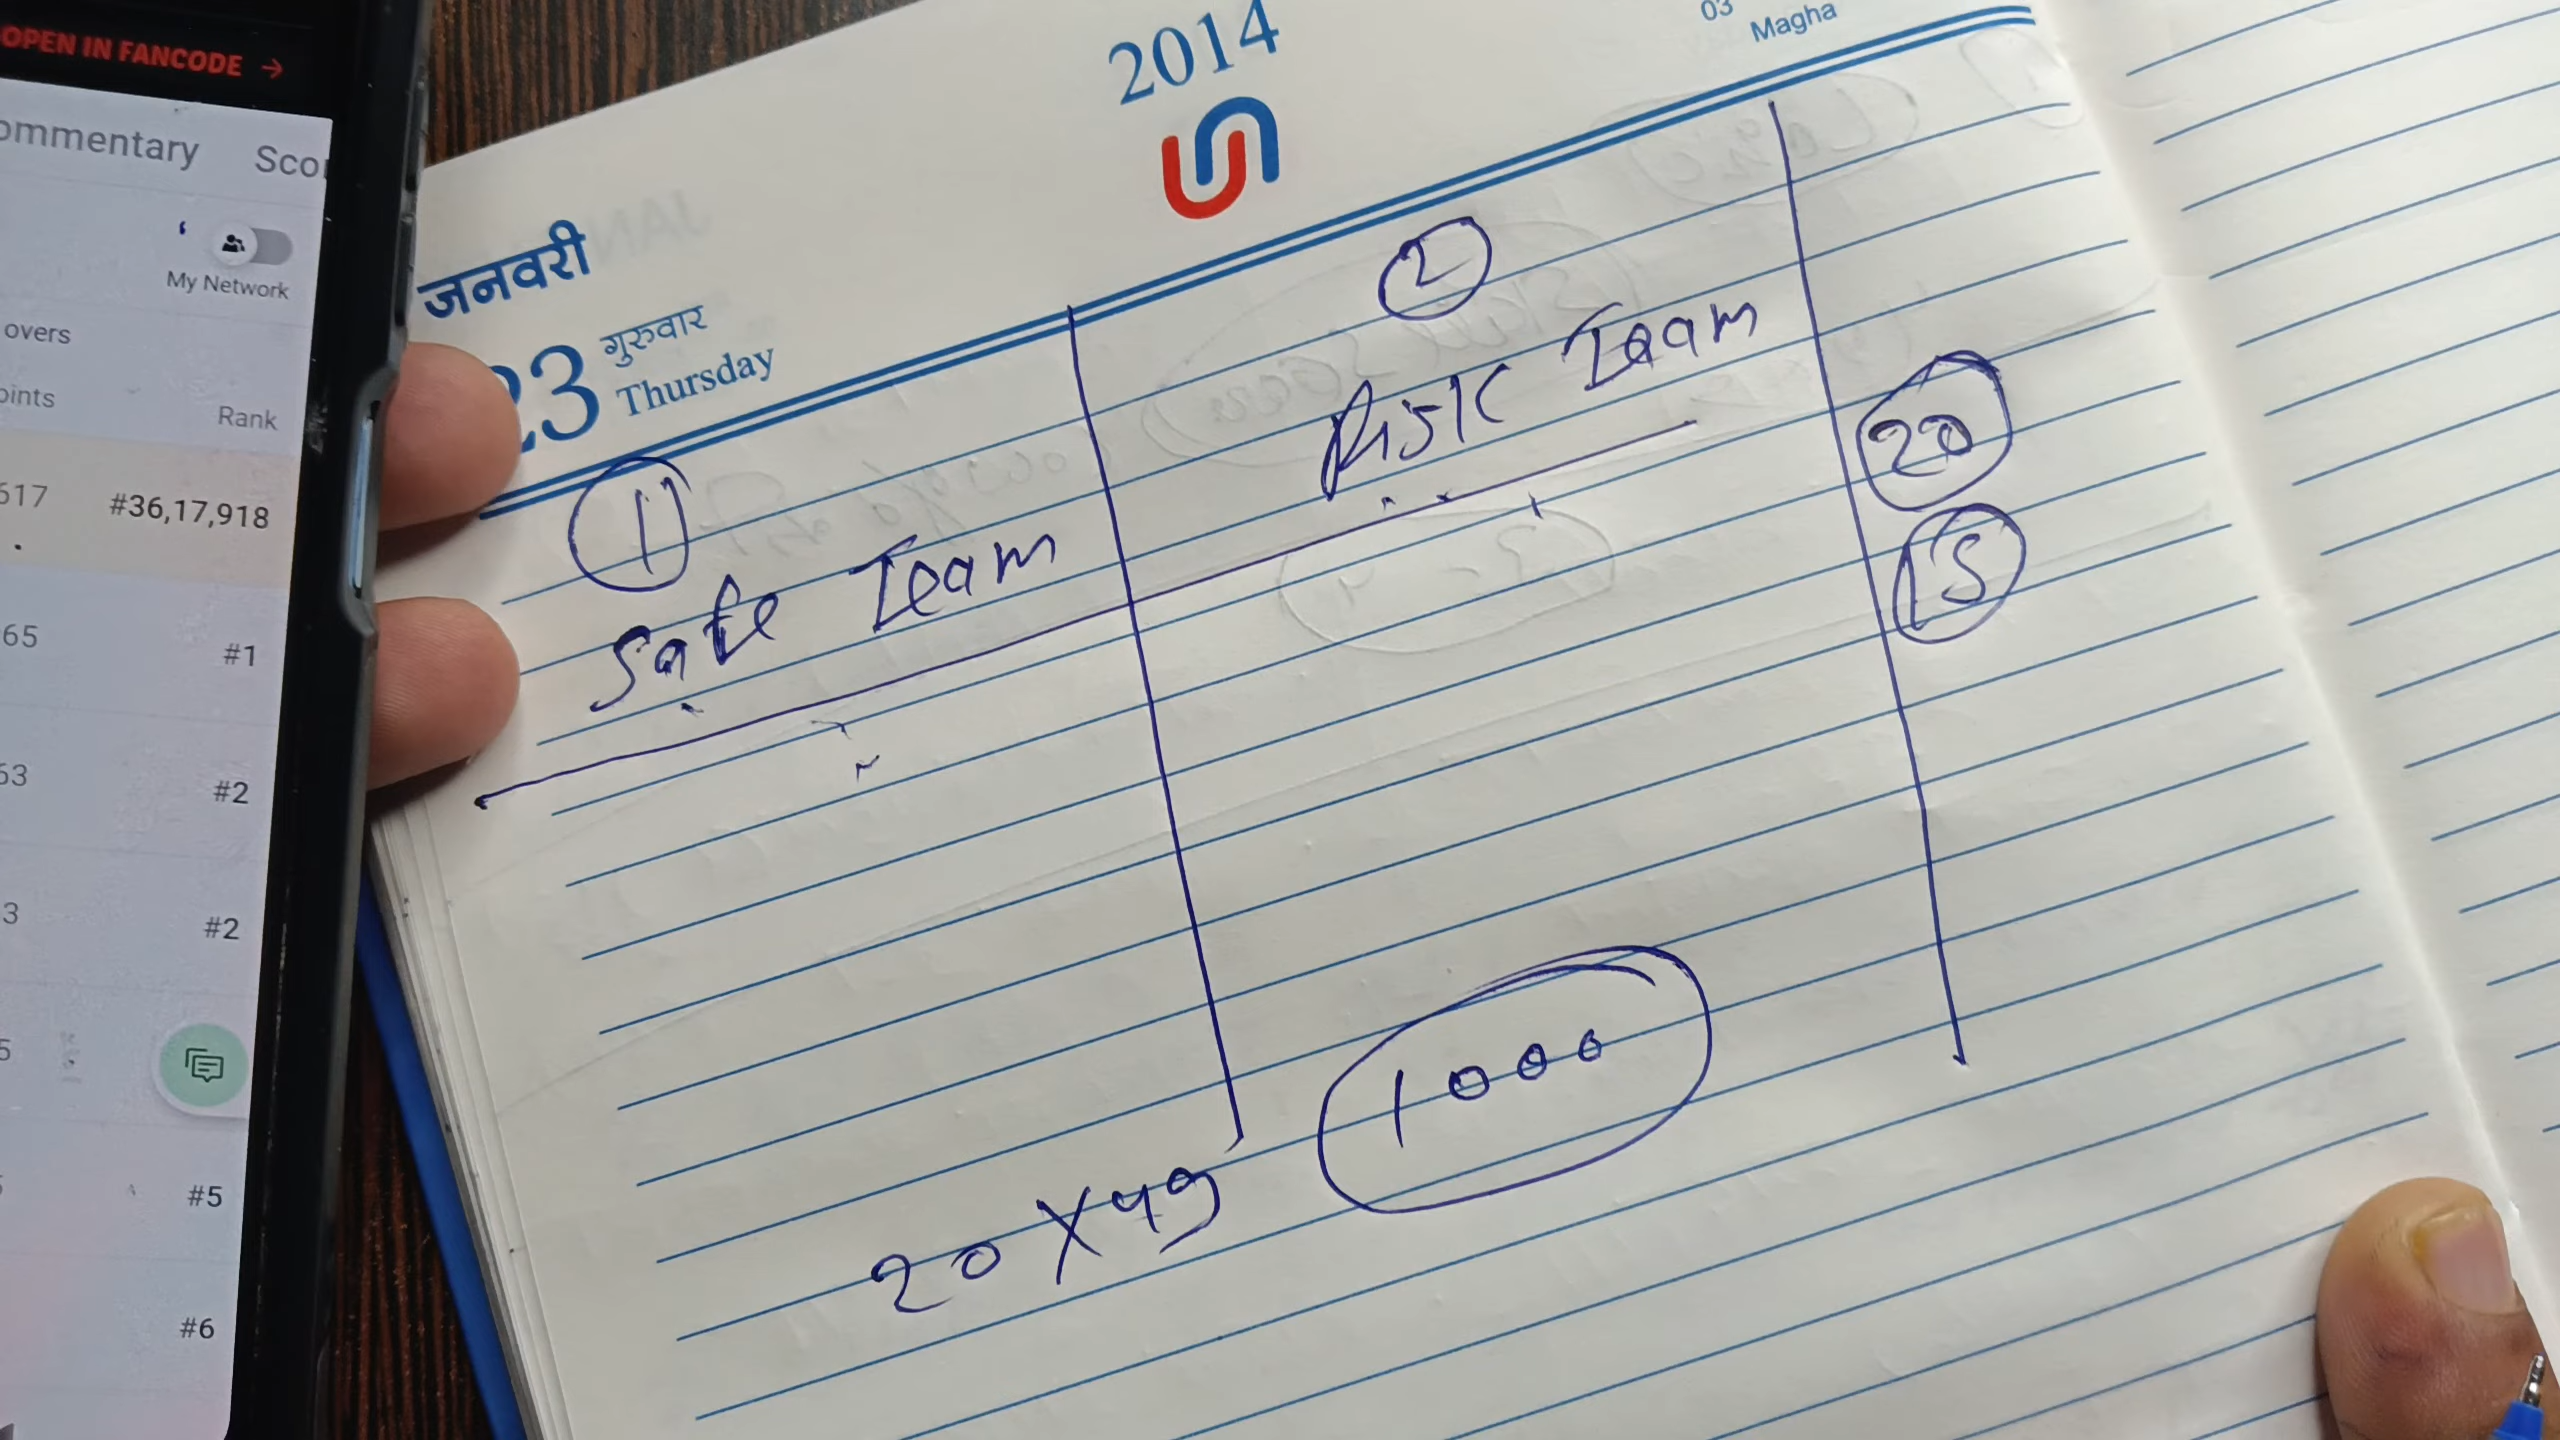 OPEN IN FANCODE →
ommentary Scor
My Network
overs
oints Rank
617 #36,17,918
65 #1
63 #2
3 #2
5
#5
#6
2014
03
Magha
जनवरी
23 गुरुवार
Thursday
1
Safe Team
2
Risk Team
20
15
20 X 49
1000